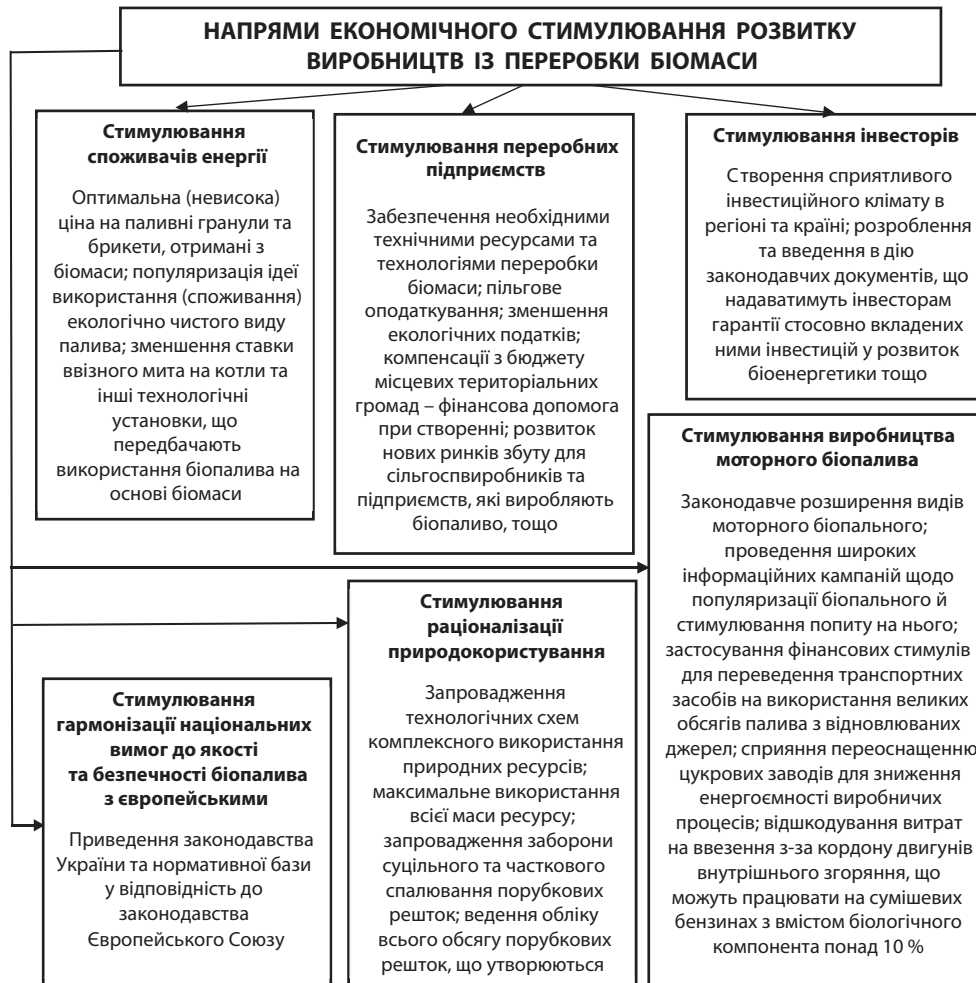 НАПРЯМИ ЕКОНОМІЧНОГО СТИМУЛЮВАННЯ РОЗВИТКУ
ВИРОБНИЦТВ ІЗ ПЕРЕРОБКИ БІОМАСИ
Стимулювання
споживачів енергії
Оптимальна (невисока)
ціна на паливні гранули та
брикети, отримані з
біомаси; популяризація ідеї
використання (споживання)
екологічно чистого виду
палива; зменшення ставки
ввізного мита на котли та
інші технологічні
установки, що
передбачають
використання біопалива на
основі біомаси
Стимулювання переробних
підприємств
Забезпечення необхідними
технічними ресурсами та
технологіями переробки
біомаси; пільгове
оподаткування; зменшення
екологічних податків;
компенсації з бюджету
місцевих територіальних
громад – фінансова допомога
при створенні; розвиток
нових ринків збуту для
сільгоспвиробників та
підприємств, які виробляють
біопаливо, тощо
Стимулювання інвесторів
Створення сприятливого
інвестиційного клімату в
регіоні та країні; розроблення
та введення в дію
законодавчих документів, що
надаватимуть інвесторам
гарантії стосовно вкладених
ними інвестицій у розвиток
біоенергетики тощо
Стимулювання виробництва
моторного біопалива
Законодавче розширення видів
моторного біопального;
проведення широких
інформаційних кампаній щодо
популяризації біопального й
стимулювання попиту на нього;
застосування фінансових стимулів
для переведення транспортних
засобів на використання великих
обсягів палива з відновлюваних
джерел; сприяння переоснащенню
цукрових заводів для зниження
енергоємності виробничих
процесів; відшкодування витрат
на ввезення з-за кордону двигунів
внутрішнього згоряння, що
можуть працювати на сумішевих
бензинах з вмістом біологічного
компонента понад 10 %
Стимулювання
раціоналізації
природокористування
Запровадження
технологічних схем
комплексного використання
природних ресурсів;
максимальне використання
всієї маси ресурсу;
запровадження заборони
суцільного та часткового
спалювання порубкових
решток; ведення обліку
всього обсягу порубкових
решток, що утворюються
Стимулювання
гармонізації національних
вимог до якості
та безпечності біопалива
з європейськими
Приведення законодавства
України та нормативної бази
у відповідність до
законодавства
Європейського Союзу